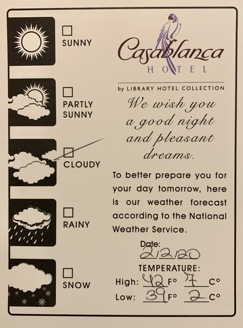 SUNNY
PARTLY
SUNNY
CLOUDY
RAINY
SNOW
Casablanca
HOTEL
by LIBRARY HOTEL COLLECTION
We wish you
a good night
and pleasant
dreams.
To better prepare you for
your day tomorrow, here
is our weather forecast
according to the National
Weather Service.
Date:
2/2/20
TEMPERATURE:
High: 42 F° 7 C°
Low: 39 F° 2 C°